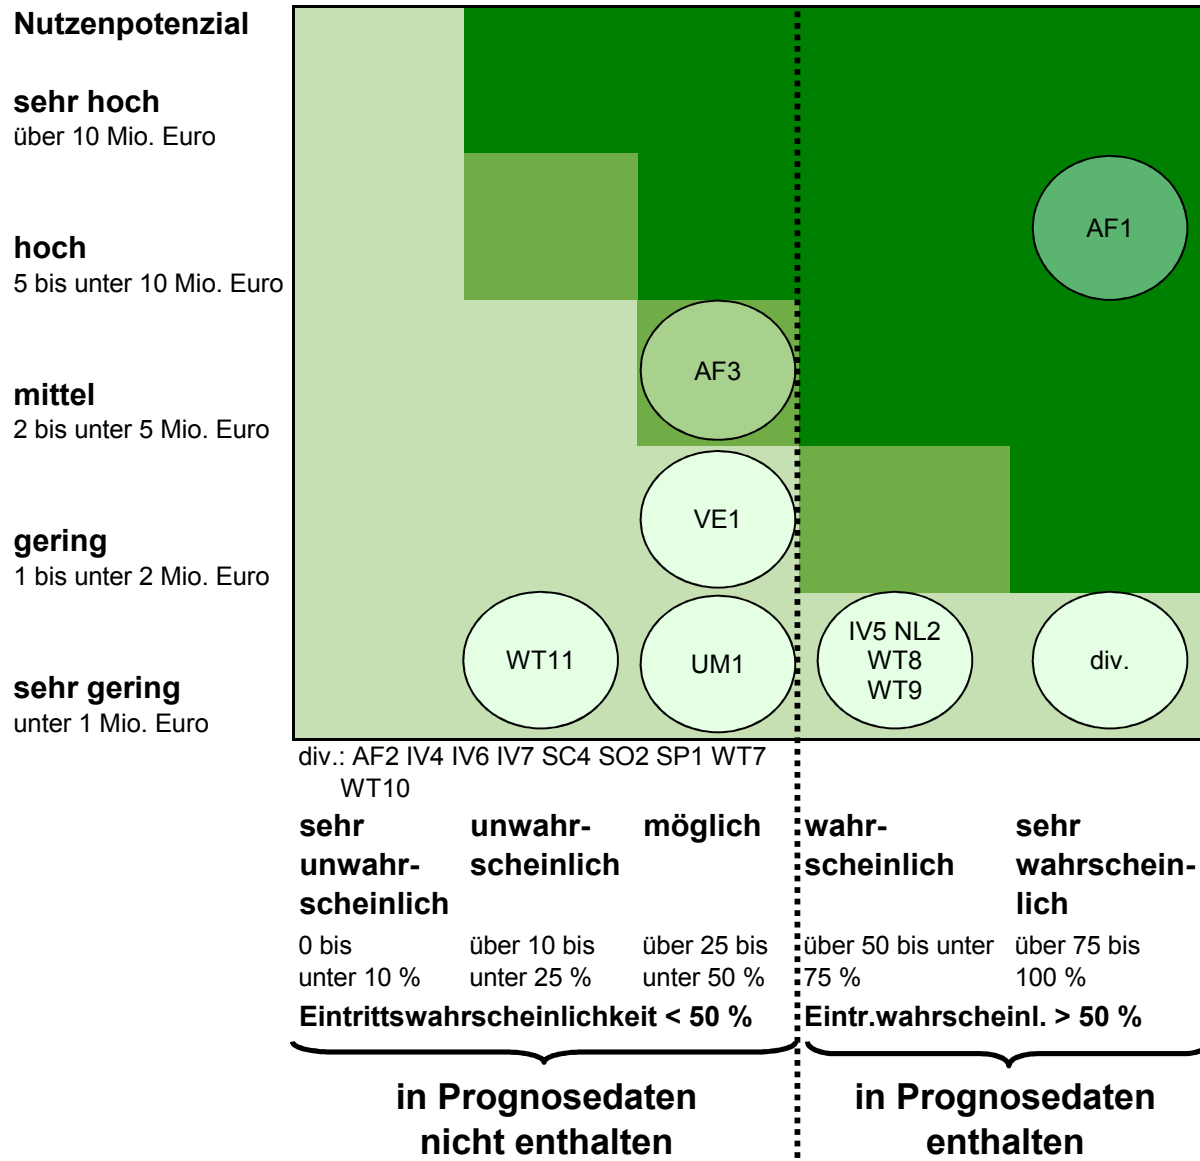 Nutzenpotenzial
sehr hoch
über 10 Mio. Euro
hoch
5 bis unter 10 Mio. Euro
mittel
2 bis unter 5 Mio. Euro
gering
1 bis unter 2 Mio. Euro
sehr gering
unter 1 Mio. Euro
AF1
AF3
VE1
WT11
UM1
IV5 NL2
WT8
WT9
div.
div.: AF2 IV4 IV6 IV7 SC4 SO2 SP1 WT7
WT10
sehr
unwahr-
scheinlich
0 bis
unter 10 %
unwahr-
scheinlich
über 10 bis
unter 25 %
möglich
über 25 bis
unter 50 %
wahr-
scheinlich
über 50 bis unter
75 %
sehr
wahrschein-
lich
über 75 bis
100 %
Eintrittswahrscheinlichkeit < 50 %
Eintr.wahrscheinl. > 50 %
in Prognosedaten
nicht enthalten
in Prognosedaten
enthalten